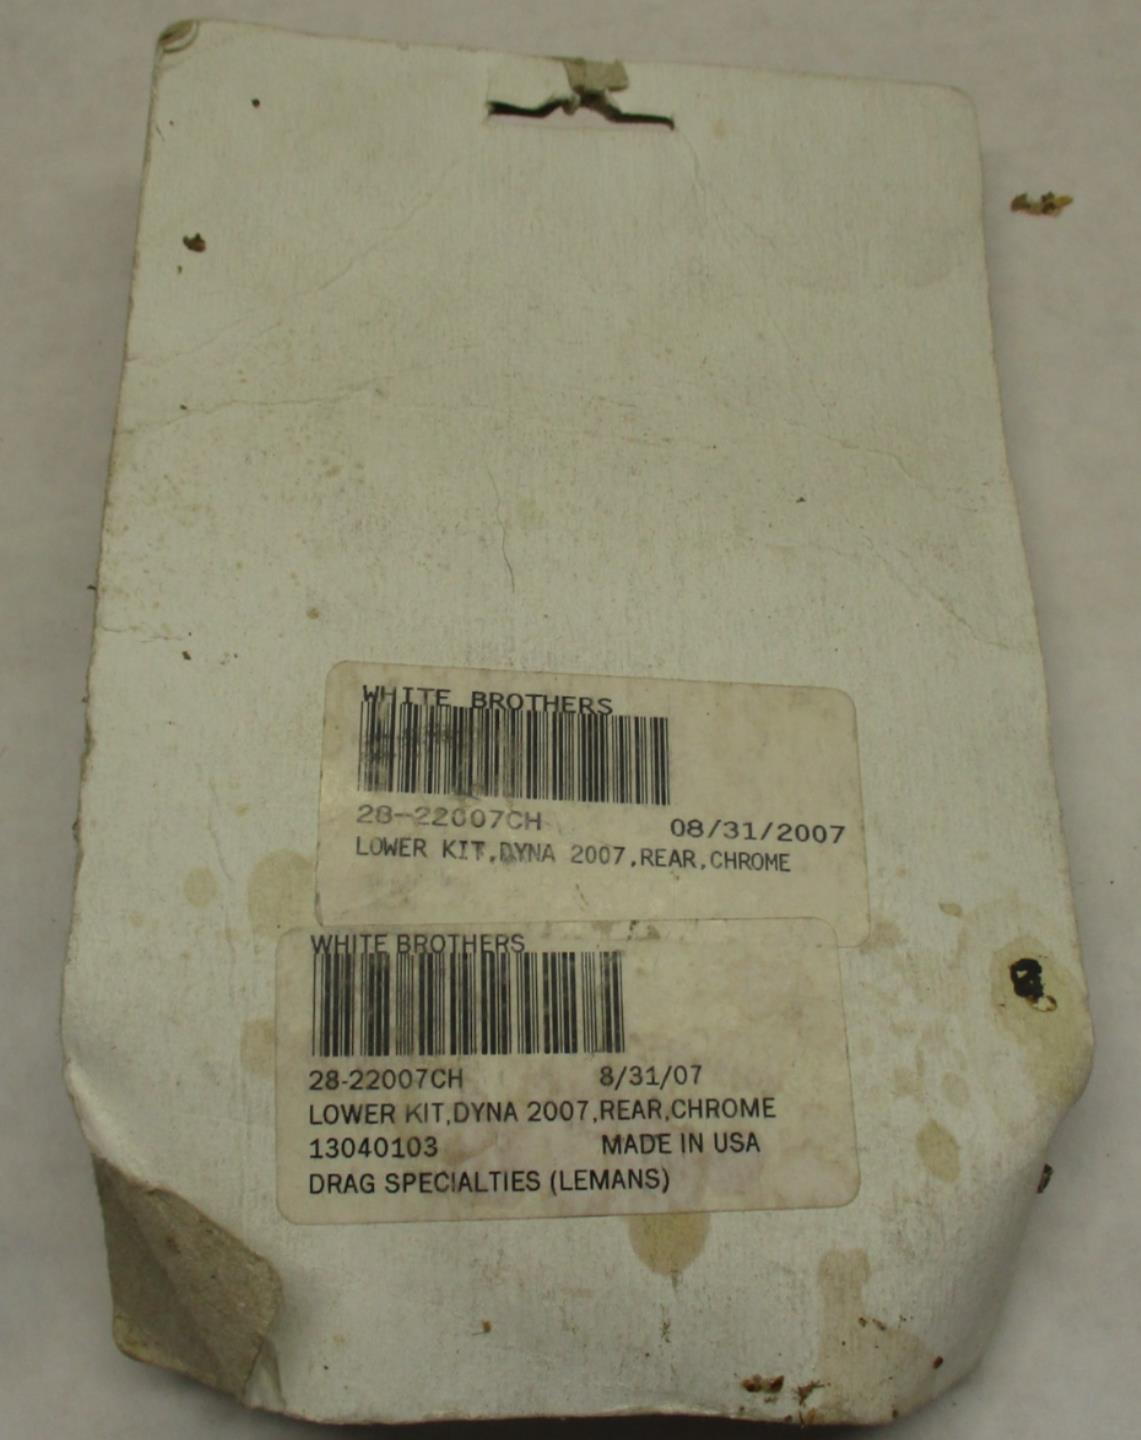 WHITE BROTHERS
28-22007CH 08/31/2007
LOWER KIT,DYNA 2007,REAR,CHROME
WHITE BROTHERS
28-22007CH 8/31/07
LOWER KIT,DYNA 2007,REAR,CHROME
13040103 MADE IN USA
DRAG SPECIALTIES (LEMANS)